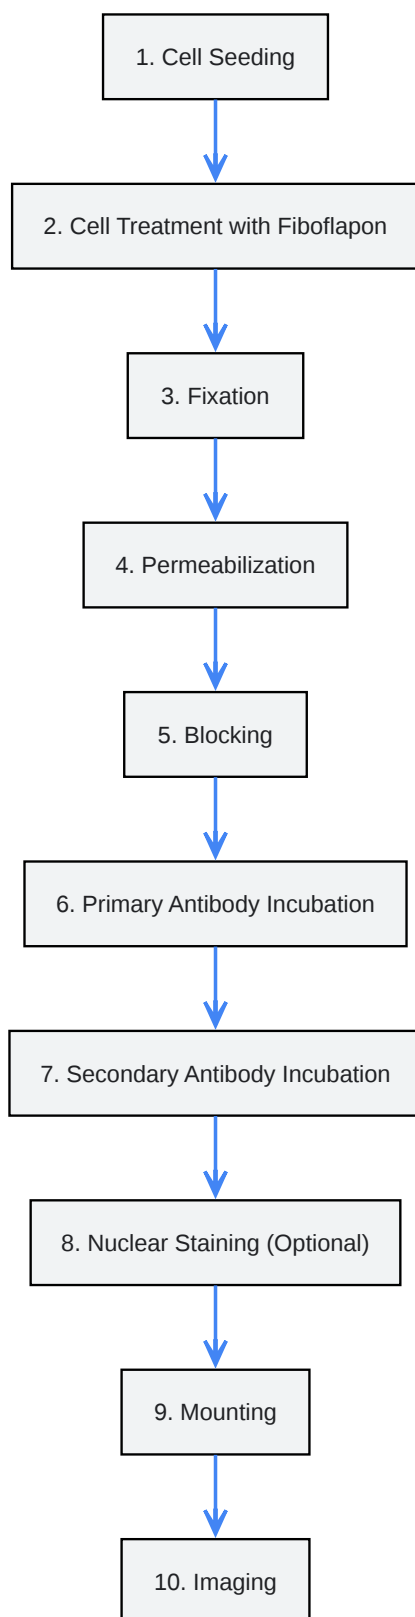 1. Cell Seeding
2. Cell Treatment with Fiboflapon
3. Fixation
4. Permeabilization
5. Blocking
6. Primary Antibody Incubation
7. Secondary Antibody Incubation
8. Nuclear Staining (Optional)
9. Mounting
10. Imaging